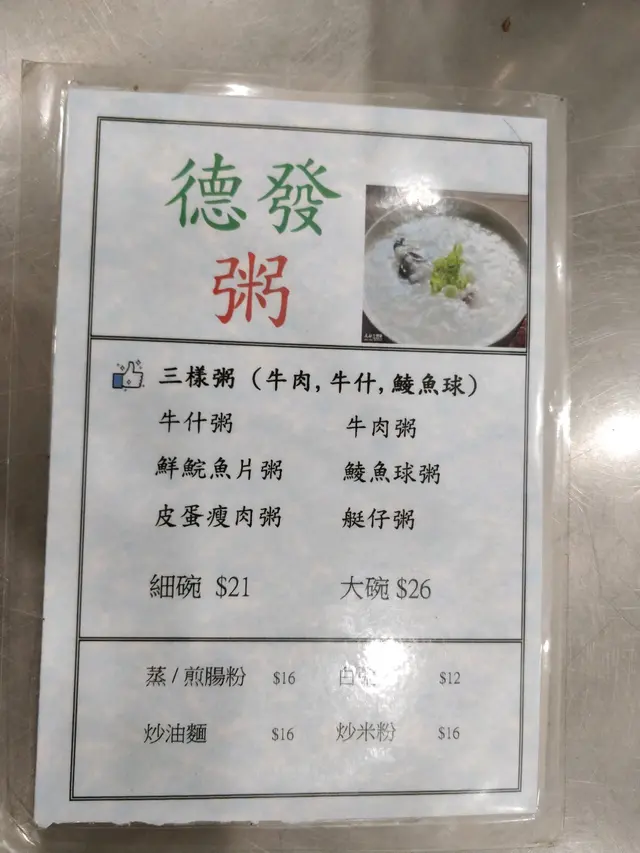 德發
粥
三樣粥 (牛肉, 牛什, 鯪魚球)
牛什粥 牛肉粥
鮮鯇魚片粥 鯪魚球粥
皮蛋瘦肉粥 艇仔粥
細碗 $21 大碗 $26
蒸 / 煎腸粉 $16 白 $12
炒油麵 $16 炒米粉 $16